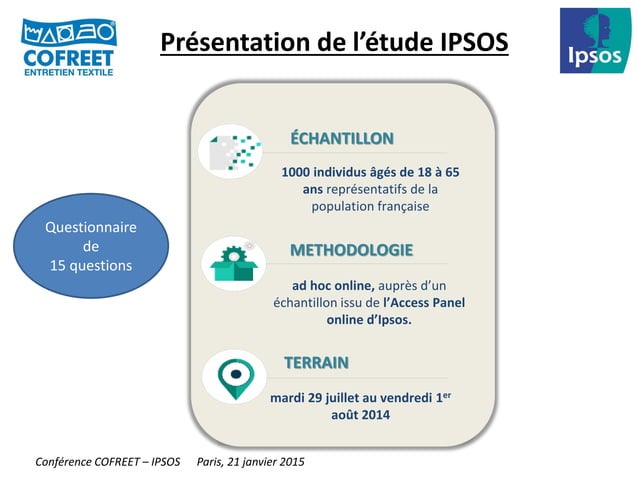 COFREET
ENTRETIEN TEXTILE
Présentation de l’étude IPSOS
Ipsos
ÉCHANTILLON
1000 individus âgés de 18 à 65
ans représentatifs de la
population française
Questionnaire
de
15 questions
METHODOLOGIE
ad hoc online, auprès d’un
échantillon issu de l’Access Panel
online d’Ipsos.
TERRAIN
mardi 29 juillet au vendredi 1er
août 2014
Conférence COFREET – IPSOS Paris, 21 janvier 2015